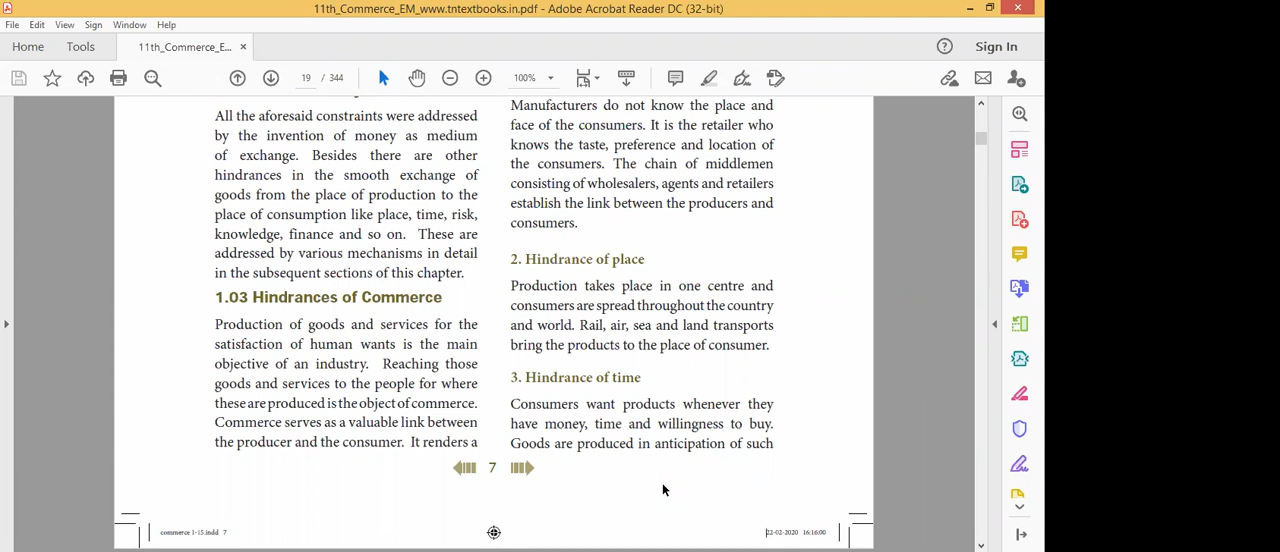 11th_Commerce_EM_www.tntextbooks.in.pdf - Adobe Acrobat Reader DC (32-bit)
File Edit View Sign Window Help
Home Tools 11th_Commerce_E... × Sign In
19 / 344 100%
All the aforesaid constraints were addressed
by the invention of money as medium
of exchange. Besides there are other
hindrances in the smooth exchange of
goods from the place of production to the
place of consumption like place, time, risk,
knowledge, finance and so on. These are
addressed by various mechanisms in detail
in the subsequent sections of this chapter.
1.03 Hindrances of Commerce
Production of goods and services for the
satisfaction of human wants is the main
objective of an industry. Reaching those
goods and services to the people for where
these are produced is the object of commerce.
Commerce serves as a valuable link between
the producer and the consumer. It renders a
Manufacturers do not know the place and
face of the consumers. It is the retailer who
knows the taste, preference and location of
the consumers. The chain of middlemen
consisting of wholesalers, agents and retailers
establish the link between the producers and
consumers.
2. Hindrance of place
Production takes place in one centre and
consumers are spread throughout the country
and world. Rail, air, sea and land transports
bring the products to the place of consumer.
3. Hindrance of time
Consumers want products whenever they
have money, time and willingness to buy.
Goods are produced in anticipation of such
7
commerce 1-15.indd 7
22-02-2020 16:16:00